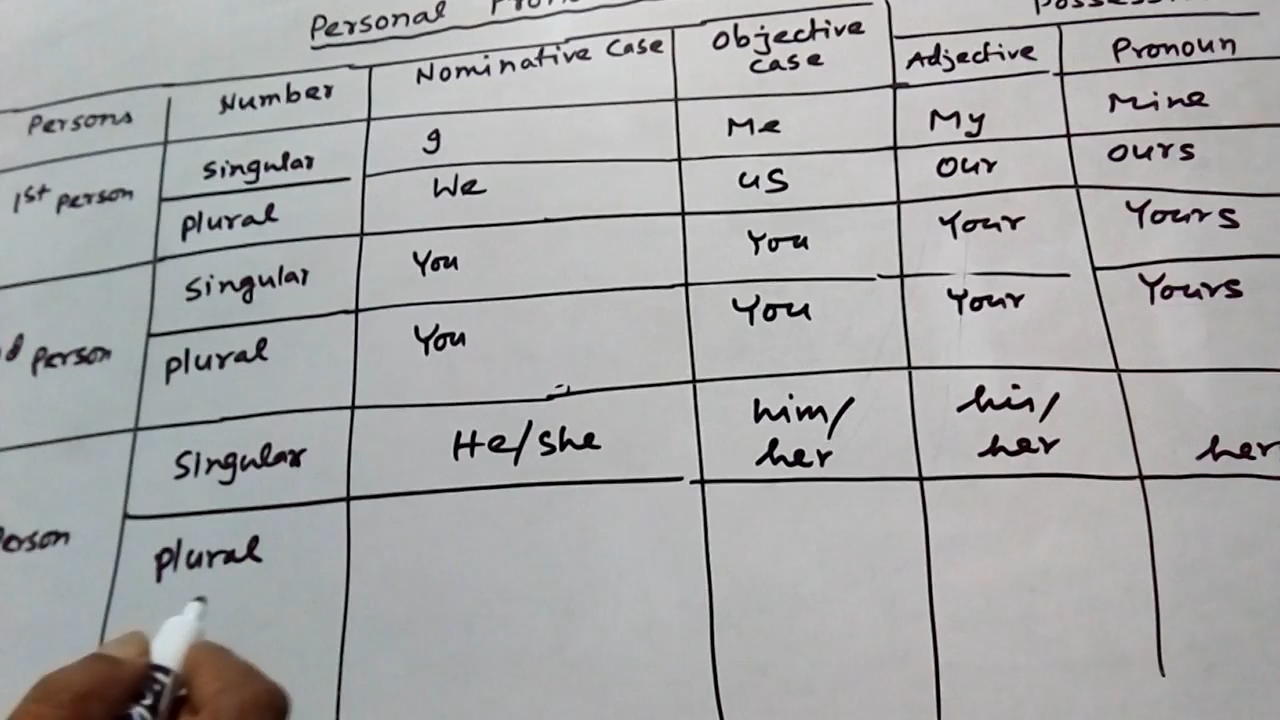 Personal
Persons Number Nominative Case Objective case Adjective Pronoun
1st person singular I Me My Mine
plural We us our ours
person singular You You Your Yours
plural You You Your Yours
singular He/she him/her his/her her
plural